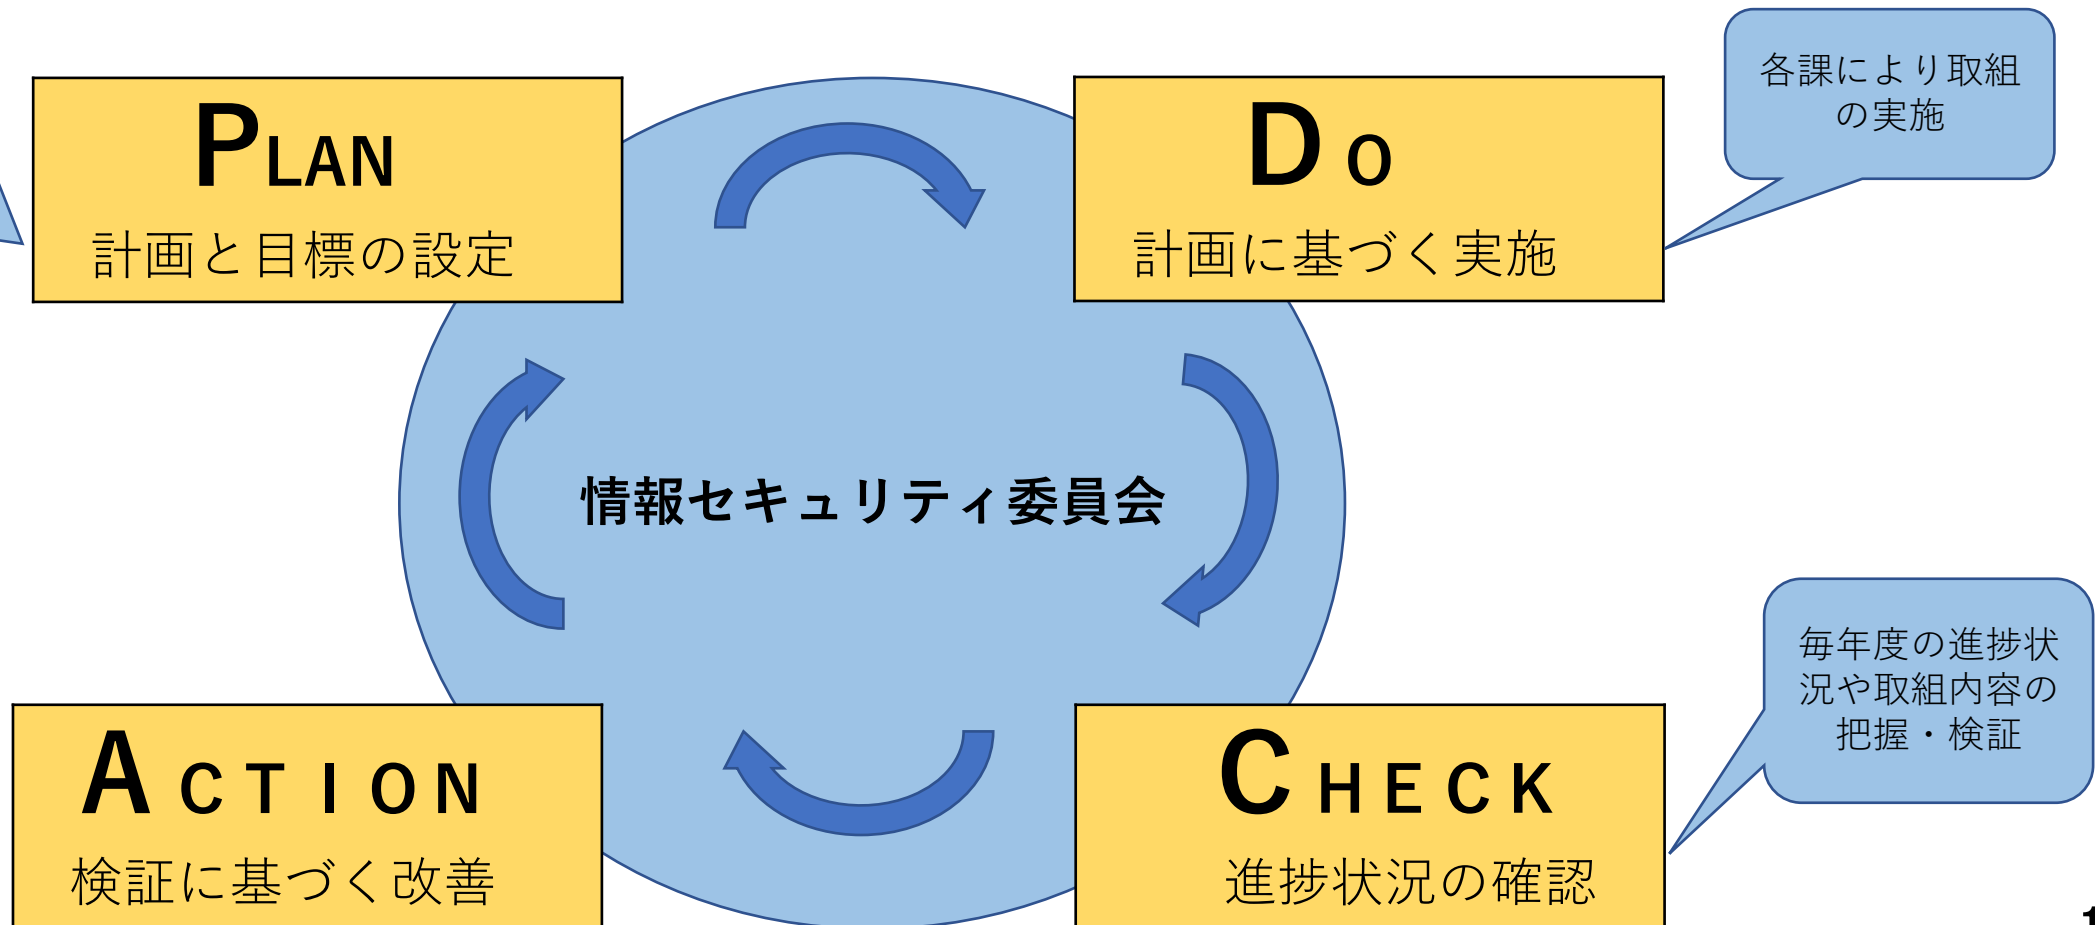 PLAN
計画と目標の設定
Do
計画に基づく実施
各課により取組
の実施
情報セキュリティ委員会
ACTION
検証に基づく改善
CHECK
進捗状況の確認
毎年度の進捗状
況や取組内容の
把握・検証